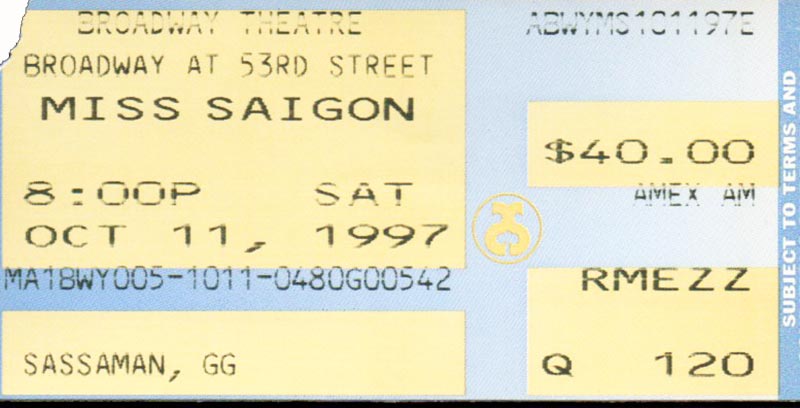 BROADWAY THEATRE
BROADWAY AT 53RD STREET
MISS SAIGON
8:00P SAT
OCT 11, 1997
MA1BWY005-1011-0480G00542
SASSAMAN, GG
ABWYMS1C1197E
$40.00
AMEX AM
RMEZZ
Q 120
SUBJECT TO TERMS AND